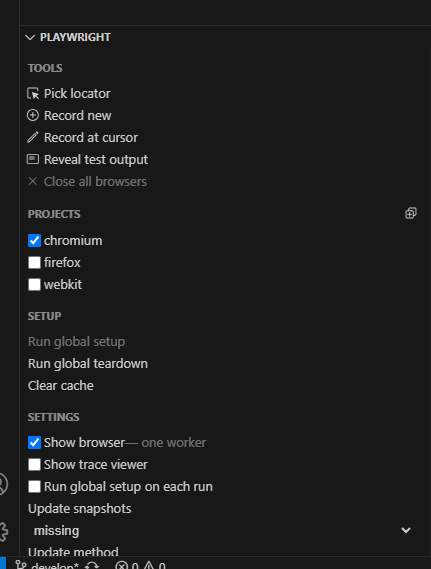 PLAYWRIGHT
TOOLS
Pick locator
Record new
Record at cursor
Reveal test output
Close all browsers
PROJECTS
chromium
firefox
webkit
SETUP
Run global setup
Run global teardown
Clear cache
SETTINGS
Show browser — one worker
Show trace viewer
Run global setup on each run
Update snapshots
missing
Update method
develop* 0 0